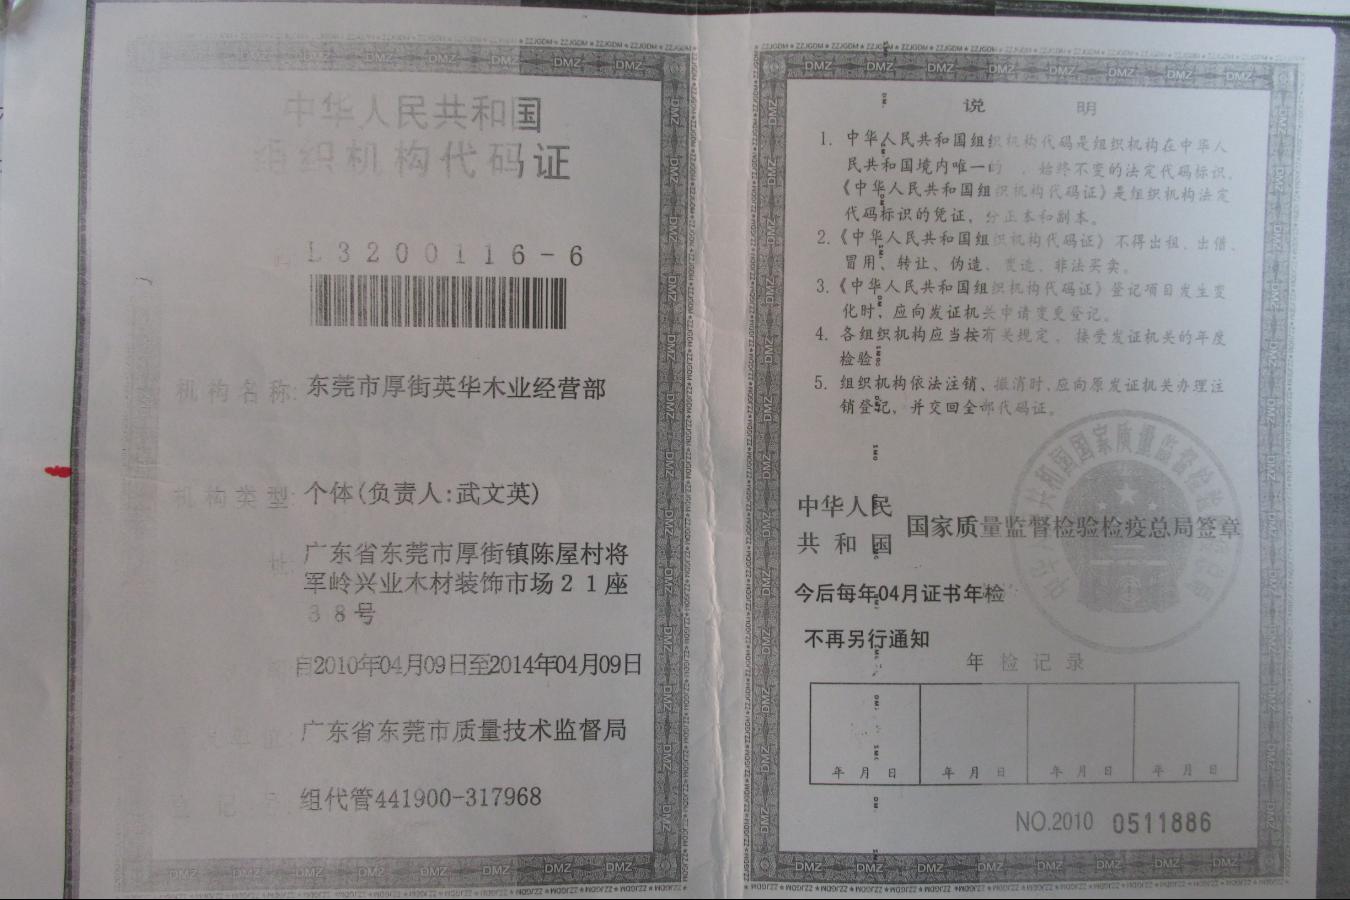 中华人民共和国
组织机构代码证
L3200116-6
机构名称: 东莞市厚街英华木业经营部
机构类型: 个体(负责人:武文英)
址: 广东省东莞市厚街镇陈屋村将
军岭兴业木材装饰市场21座
38号
自2010年04月09日至2014年04月09日
单位: 广东省东莞市质量技术监督局
登记号: 组代管441900-317968
说 明
1. 中华人民共和国组织机构代码是组织机构在中华人
民共和国境内唯一的、始终不变的法定代码标识,
《中华人民共和国组织机构代码证》是组织机构法定
代码标识的凭证,分正本和副本。
2.《中华人民共和国组织机构代码证》不得出租、出借、
冒用、转让、伪造、变造、非法买卖。
3.《中华人民共和国组织机构代码证》登记项目发生变
化时,应向发证机关申请变更登记。
4. 各组织机构应当按有关规定,接受发证机关的年度
检验。
5. 组织机构依法注销、撤消时,应向原发证机关办理注
销登记,并交回全部代码证。
中华人民
共和国 国家质量监督检验检疫总局签章
今后每年04月证书年检
不再另行通知
年检记录
年 月 日 年 月 日 年 月 日 年 月 日
NO.2010 0511886